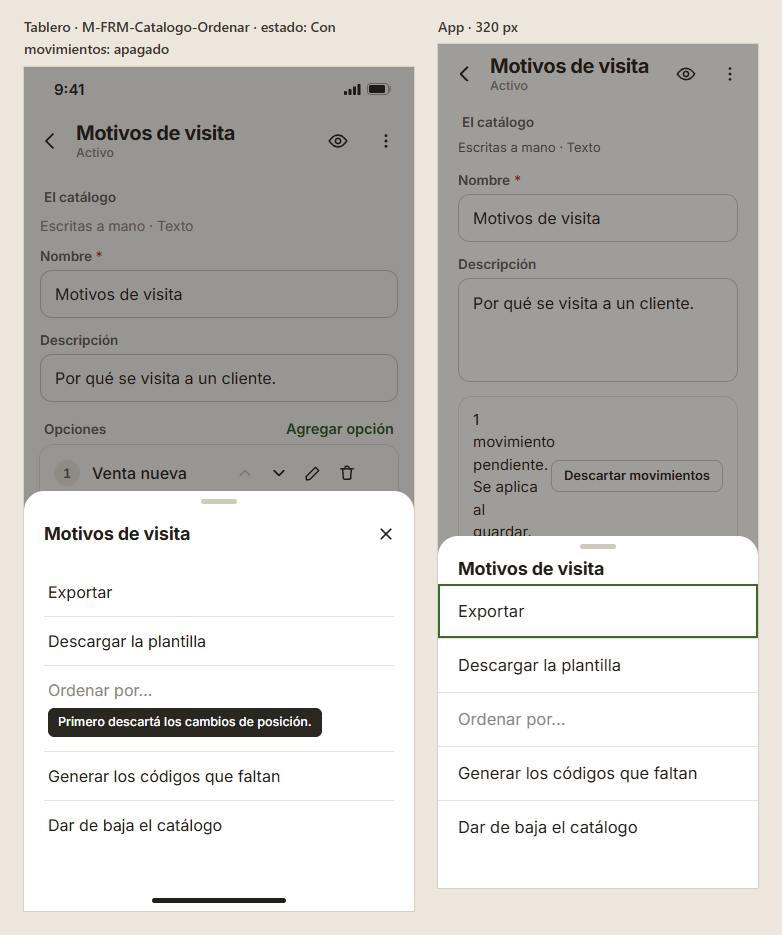 Tablero · M-FRM-Catalogo-Ordenar · estado: Con
movimientos: apagado
9:41
Motivos de visita
Activo
El catálogo
Escritas a mano · Texto
Nombre *
Motivos de visita
Descripción
Por qué se visita a un cliente.
Opciones
Agregar opción
1
Venta nueva
Motivos de visita
Exportar
Descargar la plantilla
Ordenar por...
Primero descartá los cambios de posición.
Generar los códigos que faltan
Dar de baja el catálogo
App · 320 px
Motivos de visita
Activo
El catálogo
Escritas a mano · Texto
Nombre *
Motivos de visita
Descripción
Por qué se visita a un cliente.
1
movimiento
pendiente.
Se aplica
al
guardar.
Descartar movimientos
Motivos de visita
Exportar
Descargar la plantilla
Ordenar por...
Generar los códigos que faltan
Dar de baja el catálogo